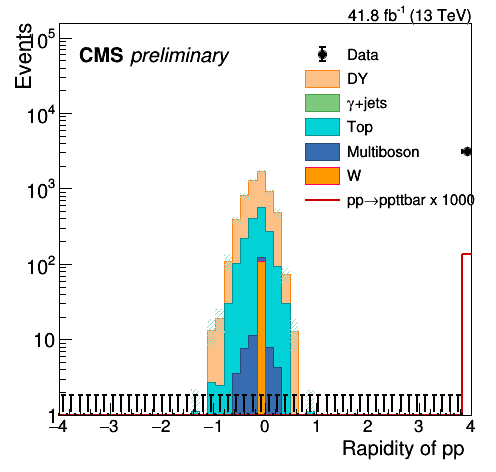 41.8 fb⁻¹ (13 TeV)
Events
CMS preliminary
Data
DY
γ+jets
Top
Multiboson
W
pp→ppttbar x 1000
10⁵
10⁴
10³
10²
10
1
−4 −3 −2 −1 0 1 2 3 4
Rapidity of pp